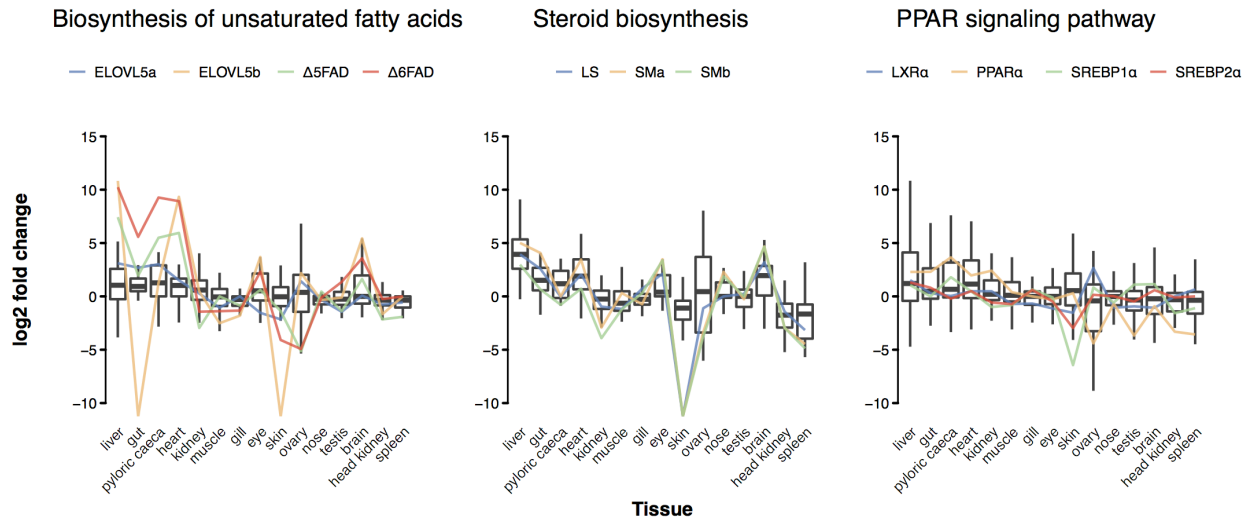 Biosynthesis of unsaturated fatty acids
Steroid biosynthesis
PPAR signaling pathway
ELOVL5a ELOVL5b Δ5FAD Δ6FAD
LS SMa SMb
LXRα PPARα SREBP1α SREBP2α
log2 fold change
15
10
5
0
−5
−10
liver
gut
pyloric caeca
heart
kidney
muscle
gill
eye
skin
ovary
nose
testis
brain
head kidney
spleen
15
10
5
0
−5
−10
liver
gut
pyloric caeca
heart
kidney
muscle
gill
eye
skin
ovary
nose
testis
brain
head kidney
spleen
15
10
5
0
−5
−10
liver
gut
pyloric caeca
heart
kidney
muscle
gill
eye
skin
ovary
nose
testis
brain
head kidney
spleen
Tissue